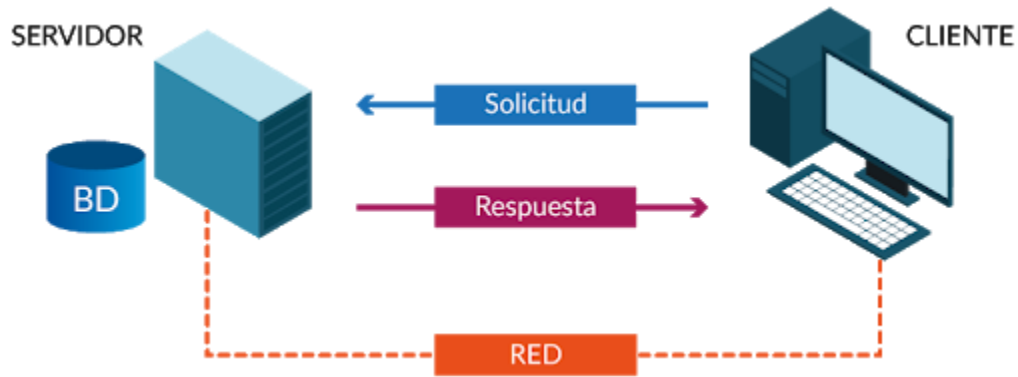 SERVIDOR
CLIENTE
Solicitud
BD
Respuesta
RED